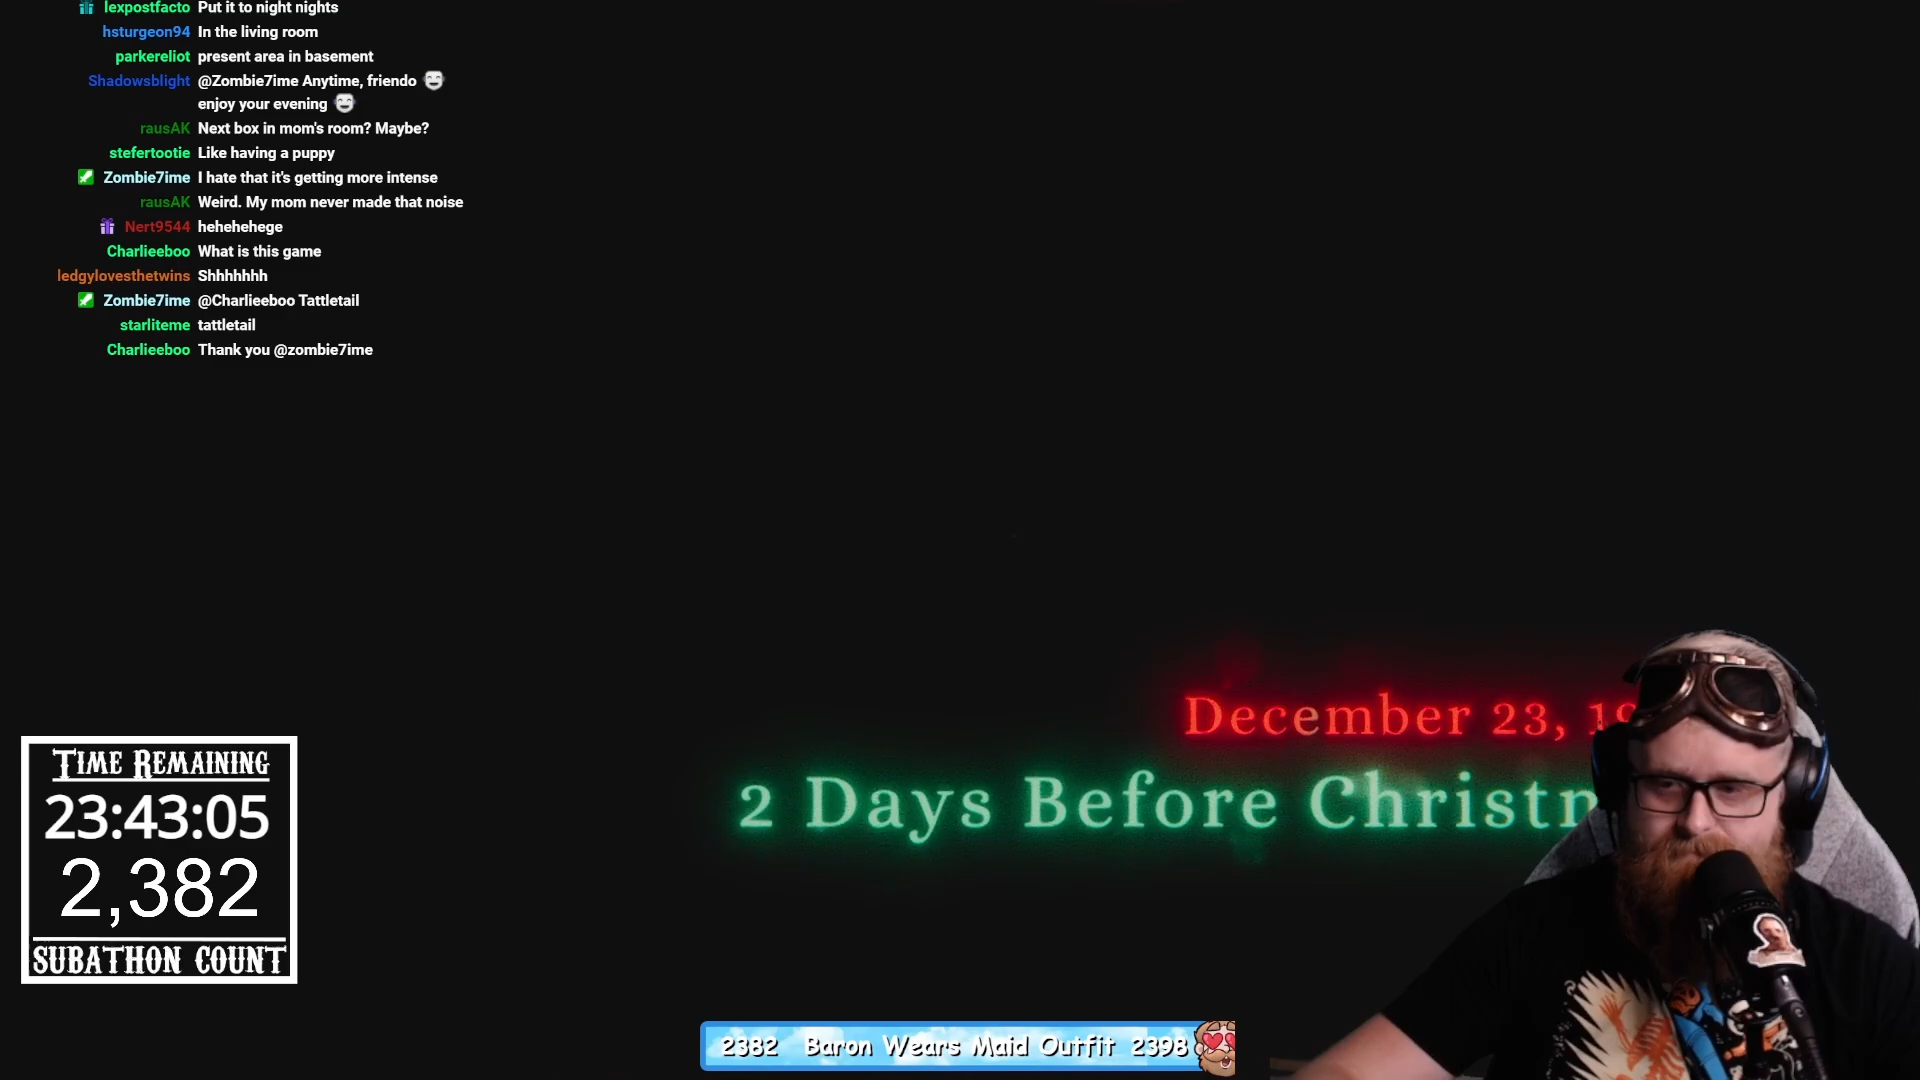 lexpostfacto Put it to night nights
hsturgeon94 In the living room
parkereliot present area in basement
Shadowsblight @Zombie7ime Anytime, friendo
enjoy your evening
rausAK Next box in mom's room? Maybe?
stefertootie Like having a puppy
Zombie7ime I hate that it's getting more intense
rausAK Weird. My mom never made that noise
Nert9544 hehehehege
Charlieeboo What is this game
ledgylovesthetwins Shhhhhhh
Zombie7ime @Charlieeboo Tattletail
starliteme tattletail
Charlieeboo Thank you @zombie7ime
December 23, 19
2 Days Before Christm
TIME REMAINING
23:43:05
2,382
SUBATHON COUNT
2382 Baron Wears Maid Outfit 2398